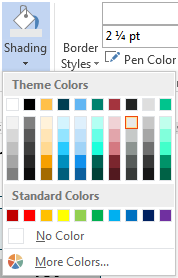 Shading
Border
Styles
2 ¼ pt
Pen Color
Theme Colors
Standard Colors
No Color
More Colors...